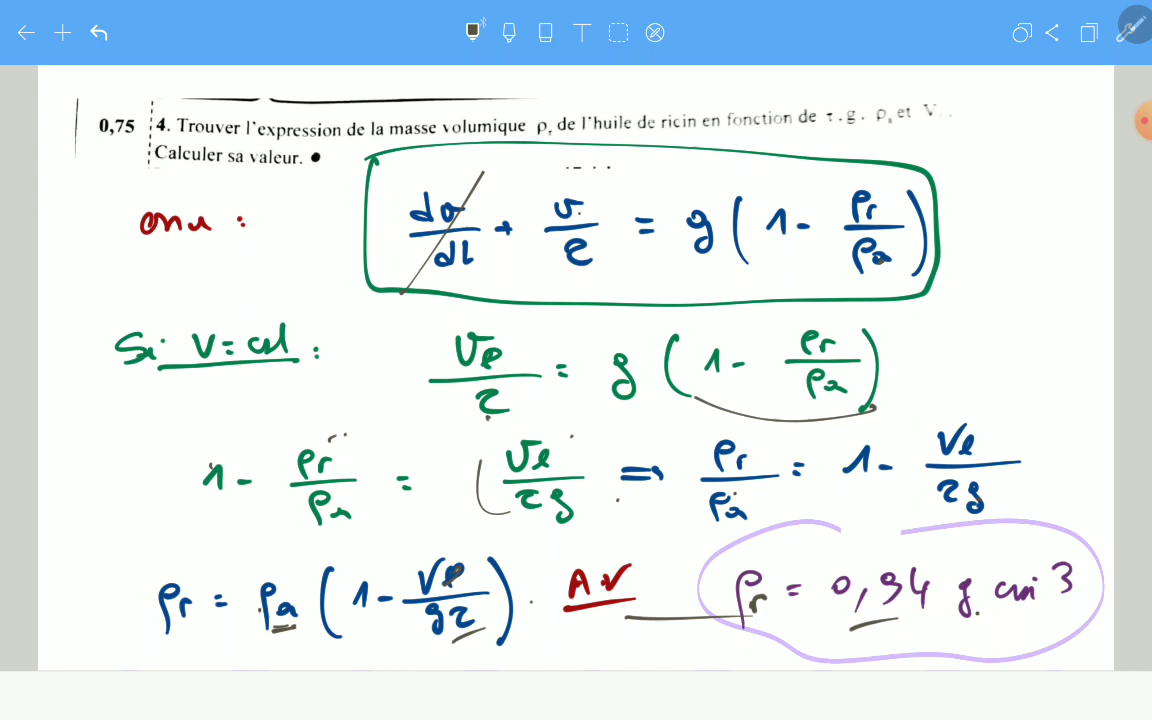 0,75 4. Trouver l'expression de la masse volumique ρr de l'huile de ricin en fonction de τ, g, ρa et V
Calculer sa valeur. ●
on a : dv/dt + v/τ = g(1 - ρr/ρa)
Si V = cst : Vℓ/τ = g(1 - ρr/ρa)
1 - ρr/ρa = Vℓ/τg ⟹ ρr/ρa = 1 - Vℓ/τg
ρr = ρa(1 - Vℓ/gτ). AN ρr = 0,94 g.cm-3